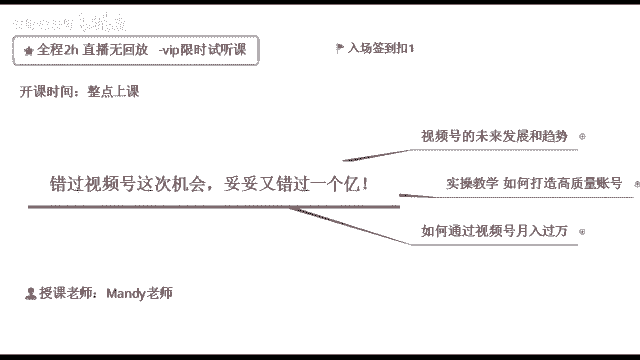 全程2h 直播无回放 -vip限时试听课
入场签到扣1
开课时间：整点上课
视频号的未来发展和趋势
错过视频号这次机会，妥妥又错过一个亿！
实操教学 如何打造高质量账号
如何通过视频号月入过万
授课老师：Mandy老师